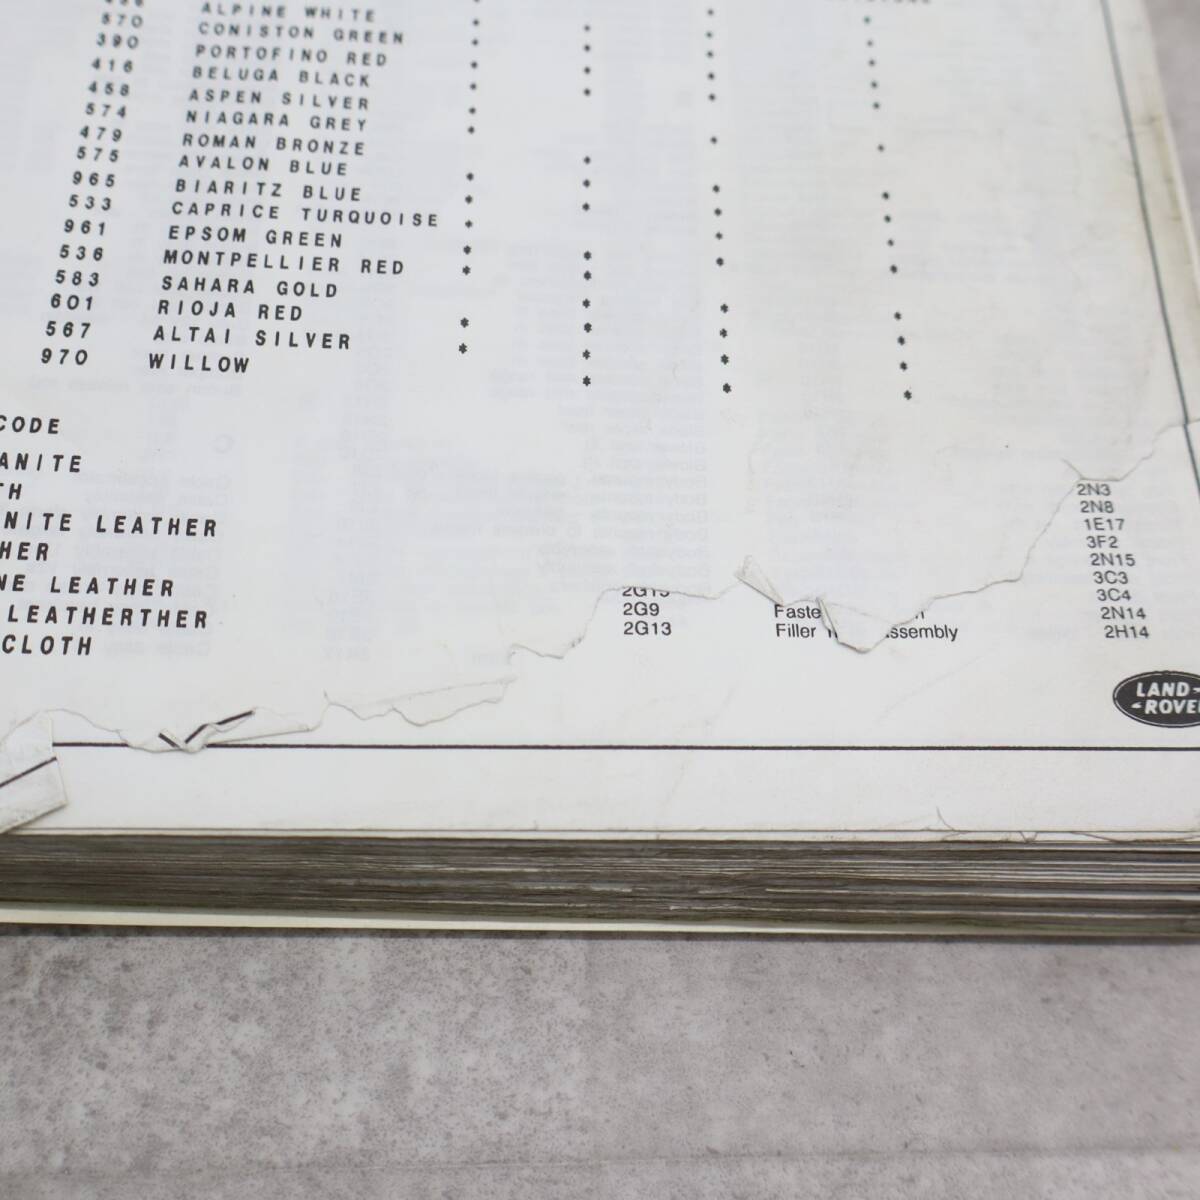 ALPINE WHITE
570 CONISTON GREEN
390 PORTOFINO RED
416 BELUGA BLACK
458 ASPEN SILVER
574 NIAGARA GREY
479 ROMAN BRONZE
575 AVALON BLUE
965 BIARITZ BLUE
533 CAPRICE TURQUOISE
961 EPSOM GREEN
536 MONTPELLIER RED
583 SAHARA GOLD
601 RIOJA RED
567 ALTAI SILVER
970 WILLOW
CODE
ANITE
TH
NITE LEATHER
HER
NE LEATHER
LEATHERTHER
CLOTH
2G9 Faste
2G13 Filler ssembly
2N3
2N8
1E17
3F2
2N15
3C3
3C4
2N14
2H14
LAND-
-ROVER